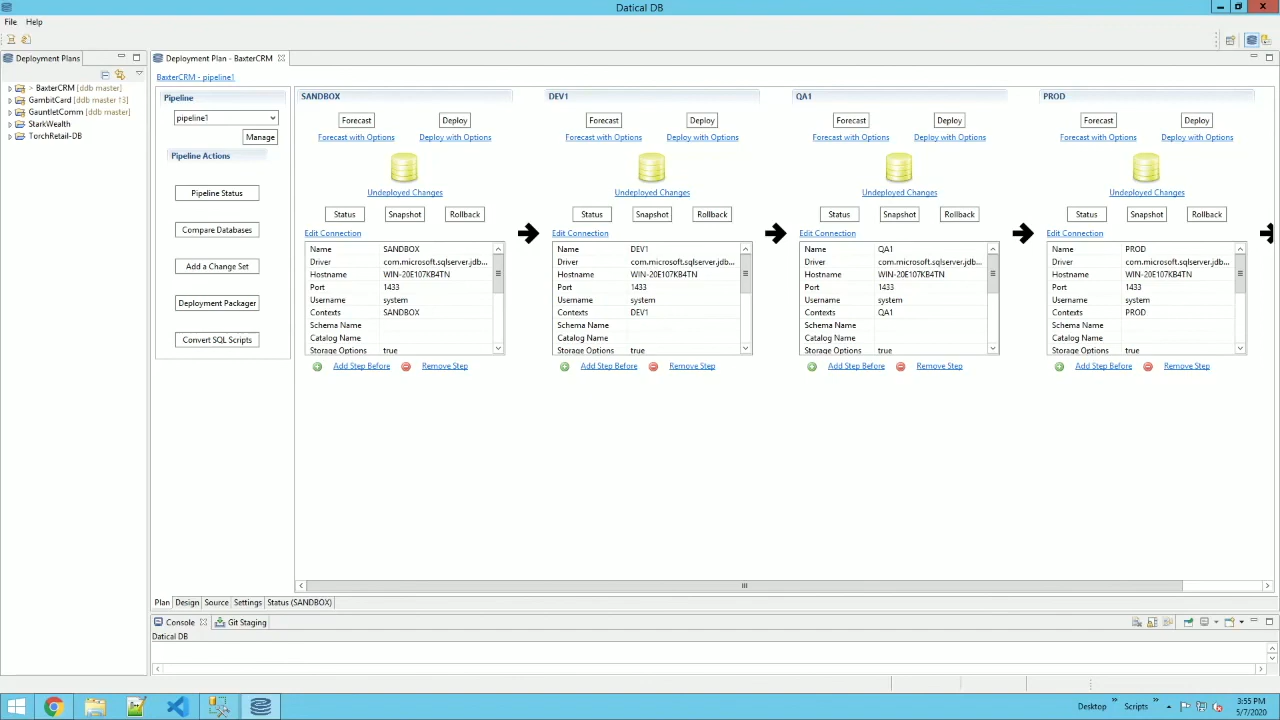 Datical DB
File Help
Deployment Plans
> BaxterCRM [ddb master]
GambitCard [ddb master ↑3]
GauntletComm [ddb master]
StarkWealth
TorchRetail-DB
Deployment Plan - BaxterCRM
BaxterCRM - pipeline1
Pipeline
pipeline1
Manage
Pipeline Actions
Pipeline Status
Compare Databases
Add a Change Set
Deployment Packager
Convert SQL Scripts
SANDBOX
Forecast Deploy
Forecast with Options Deploy with Options
Undeployed Changes
Status Snapshot Rollback
Edit Connection
Name SANDBOX
Driver com.microsoft.sqlserver.jdb...
Hostname WIN-20E107KB4TN
Port 1433
Username system
Contexts SANDBOX
Schema Name
Catalog Name
Storage Options true
Add Step Before Remove Step
DEV1
Forecast Deploy
Forecast with Options Deploy with Options
Undeployed Changes
Status Snapshot Rollback
Edit Connection
Name DEV1
Driver com.microsoft.sqlserver.jdb...
Hostname WIN-20E107KB4TN
Port 1433
Username system
Contexts DEV1
Schema Name
Catalog Name
Storage Options true
Add Step Before Remove Step
QA1
Forecast Deploy
Forecast with Options Deploy with Options
Undeployed Changes
Status Snapshot Rollback
Edit Connection
Name QA1
Driver com.microsoft.sqlserver.jdb...
Hostname WIN-20E107KB4TN
Port 1433
Username system
Contexts QA1
Schema Name
Catalog Name
Storage Options true
Add Step Before Remove Step
PROD
Forecast Deploy
Forecast with Options Deploy with Options
Undeployed Changes
Status Snapshot Rollback
Edit Connection
Name PROD
Driver com.microsoft.sqlserver.jdb...
Hostname WIN-20E107KB4TN
Port 1433
Username system
Contexts PROD
Schema Name
Catalog Name
Storage Options true
Add Step Before Remove Step
Plan Design Source Settings Status (SANDBOX)
Console Git Staging
Datical DB
Desktop » Scripts »
3:55 PM
5/7/2020